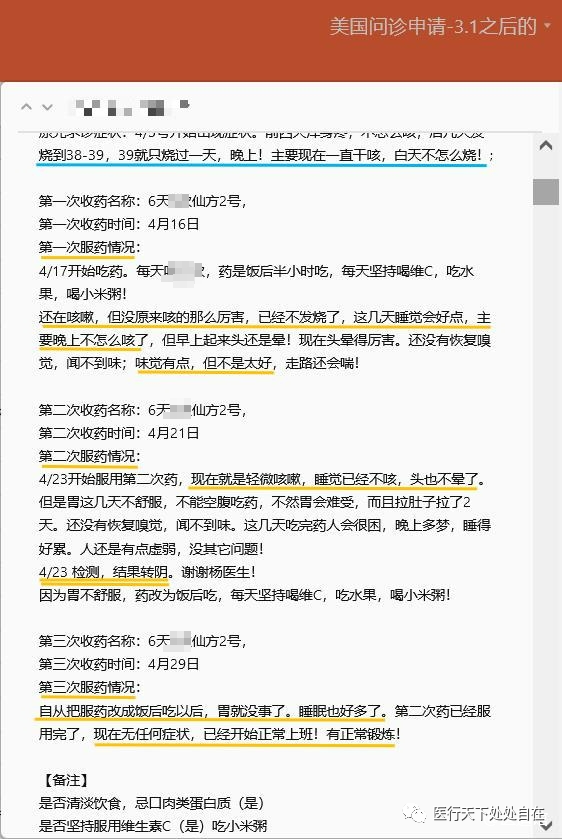 美国问诊申请-3.1之后的
烧到38-39，39就只烧过一天，晚上！主要现在一直干咳，白天不怎么烧！;
第一次收药名称：6天仙方2号，
第一次收药时间：4月16日
第一次服药情况：
4/17开始吃药。每天，药是饭后半小时吃，每天坚持喝维C，吃水
果，喝小米粥！
还在咳嗽，但没原来咳的那么厉害，已经不发烧了，这几天睡觉会好点，主
要晚上不怎么咳了，但早上起来头还是晕！现在头晕得厉害。还没有恢复嗅
觉，闻不到味；味觉有点，但不是太好，走路还会喘！
第二次收药名称：6天仙方2号，
第二次收药时间：4月21日
第二次服药情况：
4/23开始服用第二次药，现在就是轻微咳嗽，睡觉已经不咳，头也不晕了。
但是胃这几天不舒服，不能空腹吃药，不然胃会难受，而且拉肚子拉了2
天。还没有恢复嗅觉，闻不到味。这几天吃完药人会很困，晚上多梦，睡得
好累。人还是有点虚弱，没其它问题！
4/23 检测，结果转阴。谢谢杨医生！
因为胃不舒服，药改为饭后吃，每天坚持喝维C，吃水果，喝小米粥！
第三次收药名称：6天仙方2号，
第三次收药时间：4月29日
第三次服药情况：
自从把服药改成饭后吃以后，胃就没事了。睡眠也好多了。第二次药已经服
用完了，现在无任何症状，已经开始正常上班！有正常锻炼！
【备注】
是否清淡饮食，忌口肉类蛋白质（是）
是否坚持服用维生素C（是）吃小米粥
医行天下处处自在